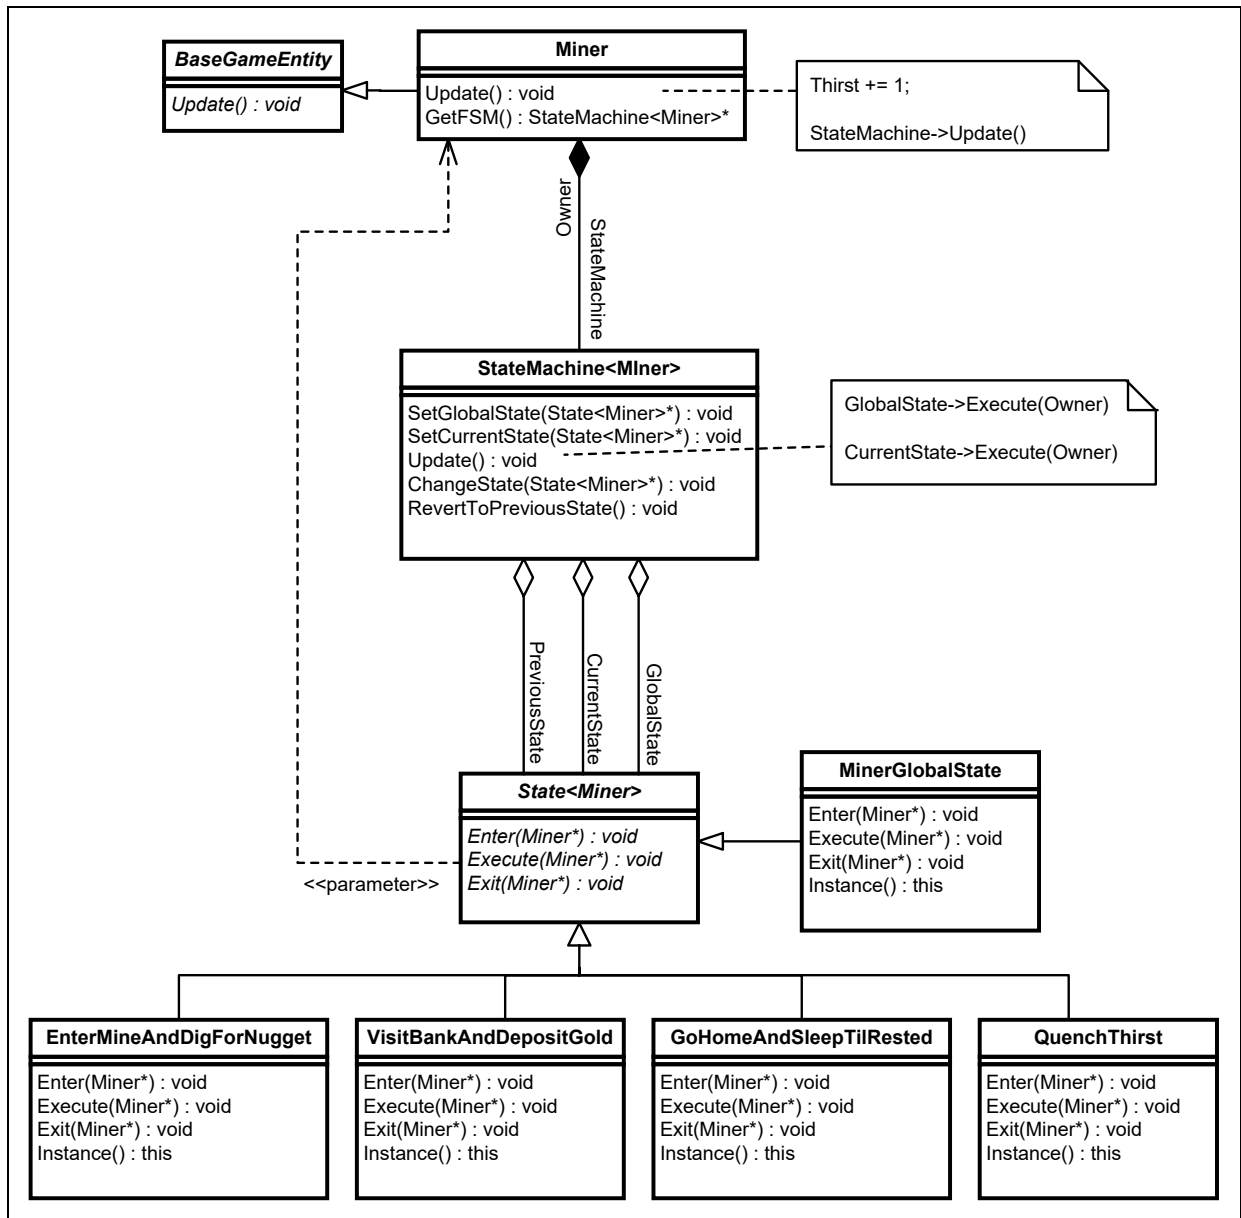 BaseGameEntity
Update() : void
Miner
Update() : void
GetFSM() : StateMachine<Miner>*
Thirst += 1;
StateMachine->Update()
Owner
StateMachine
StateMachine<MIner>
SetGlobalState(State<Miner>*) : void
SetCurrentState(State<Miner>*) : void
Update() : void
ChangeState(State<Miner>*) : void
RevertToPreviousState() : void
GlobalState->Execute(Owner)
CurrentState->Execute(Owner)
PreviousState
CurrentState
GlobalState
State<Miner>
Enter(Miner*) : void
Execute(Miner*) : void
Exit(Miner*) : void
<<parameter>>
MinerGlobalState
Enter(Miner*) : void
Execute(Miner*) : void
Exit(Miner*) : void
Instance() : this
EnterMineAndDigForNugget
Enter(Miner*) : void
Execute(Miner*) : void
Exit(Miner*) : void
Instance() : this
VisitBankAndDepositGold
Enter(Miner*) : void
Execute(Miner*) : void
Exit(Miner*) : void
Instance() : this
GoHomeAndSleepTilRested
Enter(Miner*) : void
Execute(Miner*) : void
Exit(Miner*) : void
Instance() : this
QuenchThirst
Enter(Miner*) : void
Execute(Miner*) : void
Exit(Miner*) : void
Instance() : this